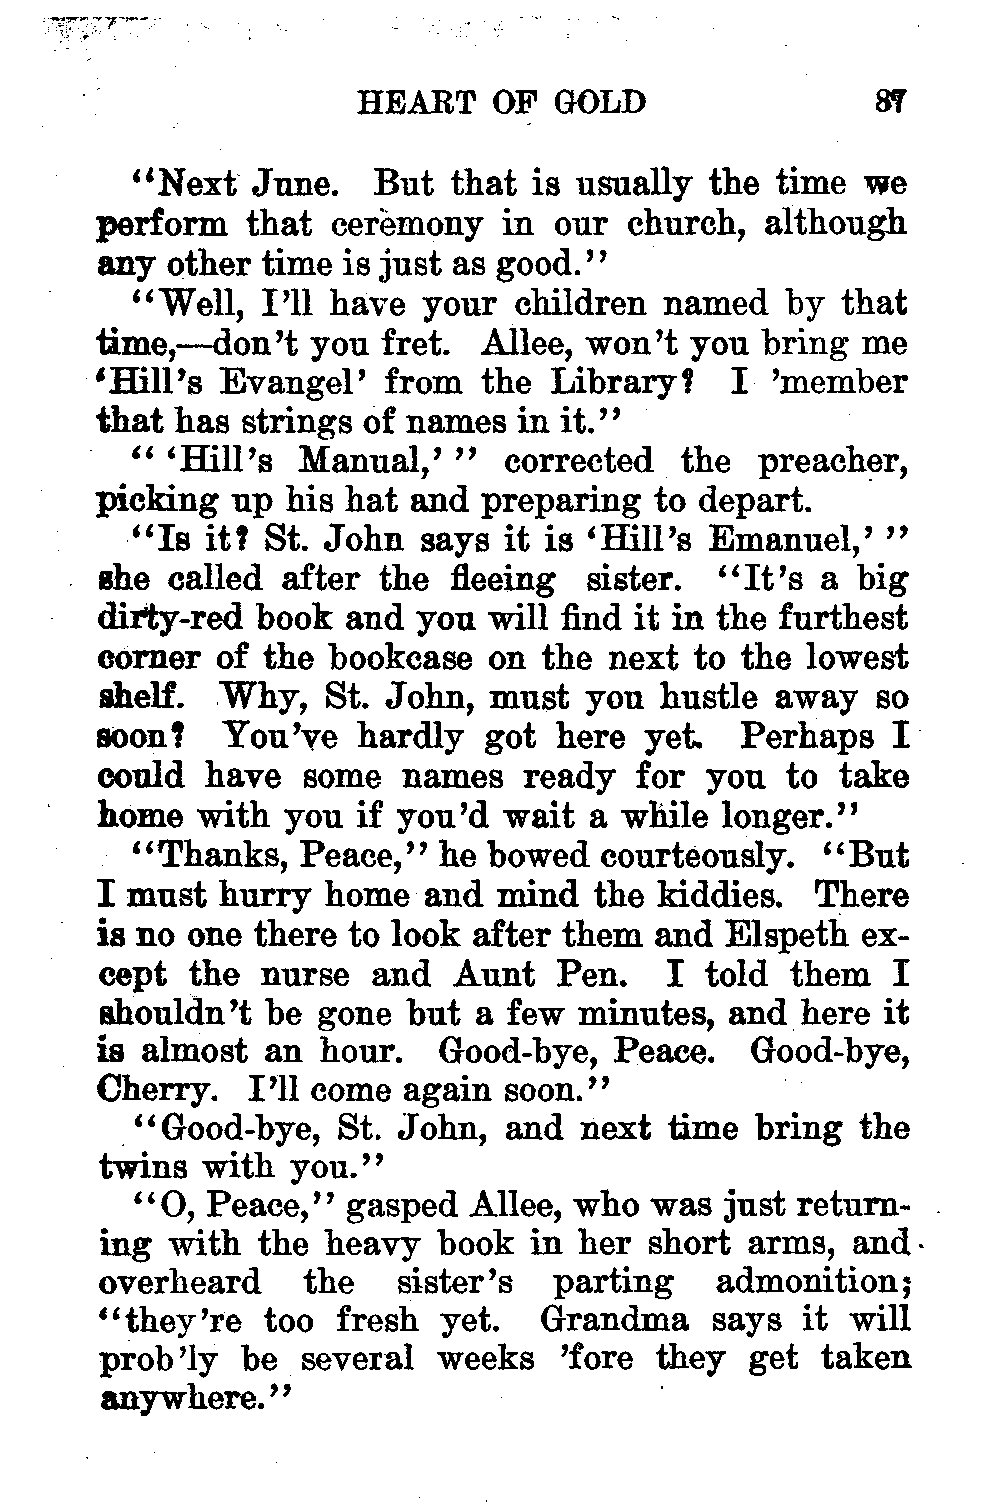 HEART OF GOLD 87
“Next June. But that is usually the time we
perform that ceremony in our church, although
any other time is just as good.”
“Well, I’ll have your children named by that
time,—don’t you fret. Allee, won’t you bring me
‘Hill’s Evangel’ from the Library? I ’member
that has strings of names in it.”
“ ‘Hill’s Manual,’ ” corrected the preacher,
picking up his hat and preparing to depart.
“Is it? St. John says it is ‘Hill’s Emanuel,’ ”
she called after the fleeing sister. “It’s a big
dirty-red book and you will find it in the furthest
corner of the bookcase on the next to the lowest
shelf. Why, St. John, must you hustle away so
soon? You’ve hardly got here yet. Perhaps I
could have some names ready for you to take
home with you if you’d wait a while longer.”
“Thanks, Peace,” he bowed courteously. “But
I must hurry home and mind the kiddies. There
is no one there to look after them and Elspeth ex-
cept the nurse and Aunt Pen. I told them I
shouldn’t be gone but a few minutes, and here it
is almost an hour. Good-bye, Peace. Good-bye,
Cherry. I’ll come again soon.”
“Good-bye, St. John, and next time bring the
twins with you.”
“O, Peace,” gasped Allee, who was just return-
ing with the heavy book in her short arms, and
overheard the sister’s parting admonition;
“they’re too fresh yet. Grandma says it will
prob’ly be several weeks ’fore they get taken
anywhere.”